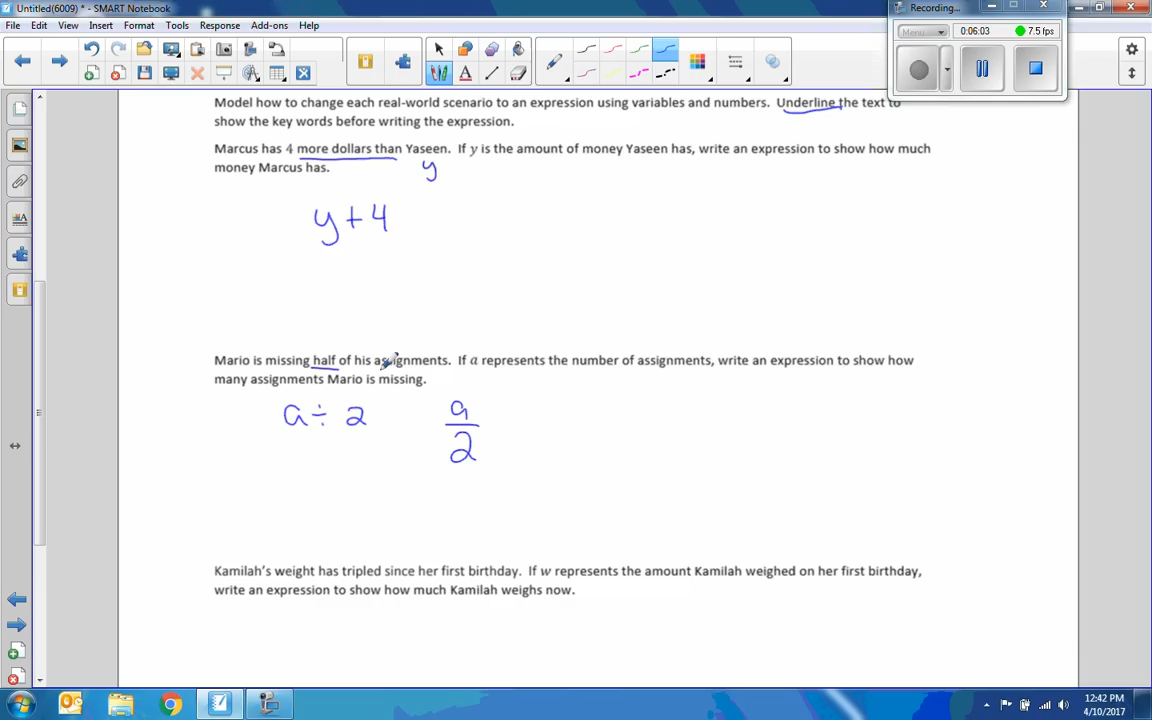 Untitled(6009) * - SMART Notebook
Recording...
File Edit View Insert Format Tools Response Add-ons Help
Menu 0:06:03 7.5 fps
Model how to change each real-world scenario to an expression using variables and numbers. Underline the text to
show the key words before writing the expression.
Marcus has 4 more dollars than Yaseen. If y is the amount of money Yaseen has, write an expression to show how much
money Marcus has.
y
y + 4
Mario is missing half of his assignments. If a represents the number of assignments, write an expression to show how
many assignments Mario is missing.
a ÷ 2 a/2
Kamilah's weight has tripled since her first birthday. If w represents the amount Kamilah weighed on her first birthday,
write an expression to show how much Kamilah weighs now.
12:42 PM
4/10/2017